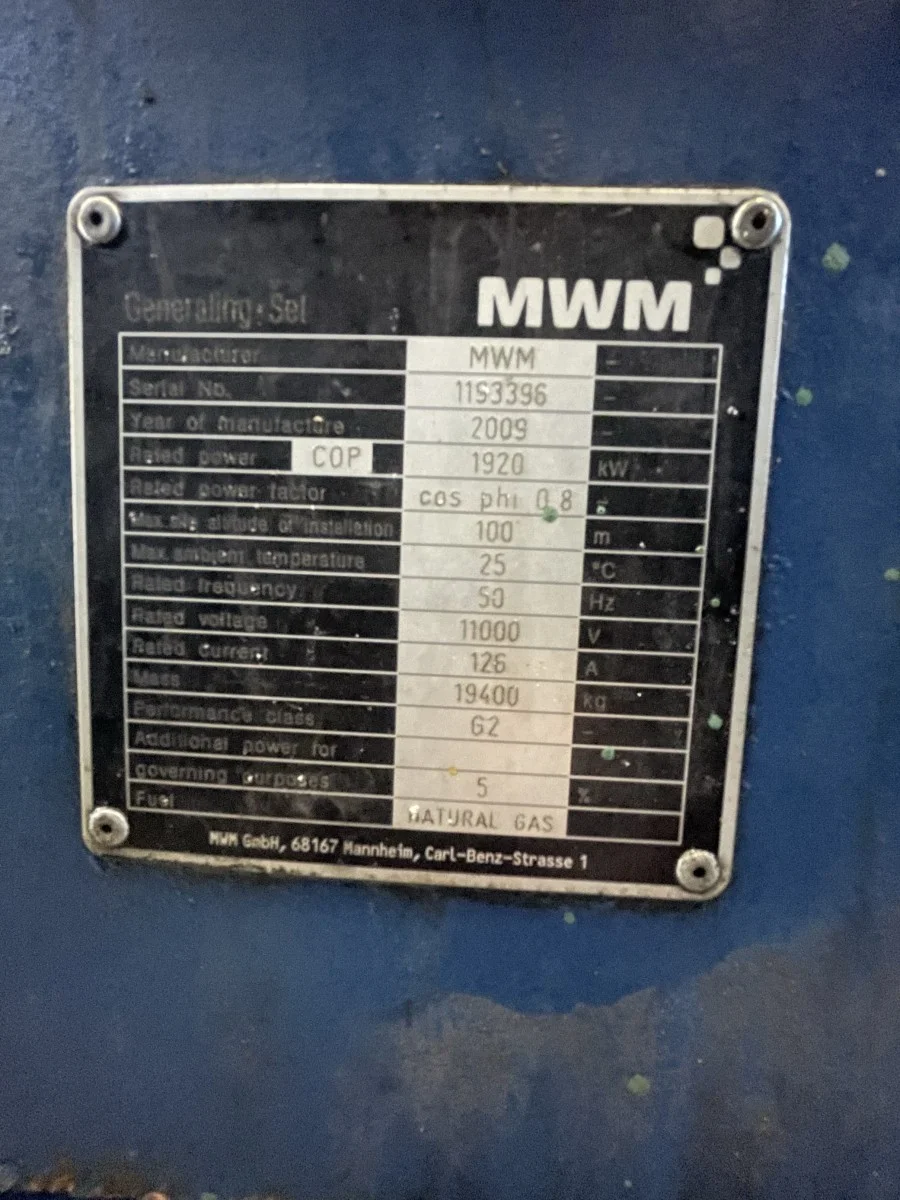 MWM
Generating-Set
Manufacturer MWM -
Serial No. 1153396 -
Year of manufacture 2009 -
Rated power COP 1920 kW
Rated power factor cos phi 0.8
Max. site altitude of installation 100 m
Max. ambient temperature 25 °C
Rated frequency 50 Hz
Rated voltage 11000 V
Rated Current 126 A
Mass 19400 kg
Performance class G2 -
Additional power for
governing purposes 5 %
Fuel NATURAL GAS
MWM GmbH, 68167 Mannheim, Carl-Benz-Strasse 1